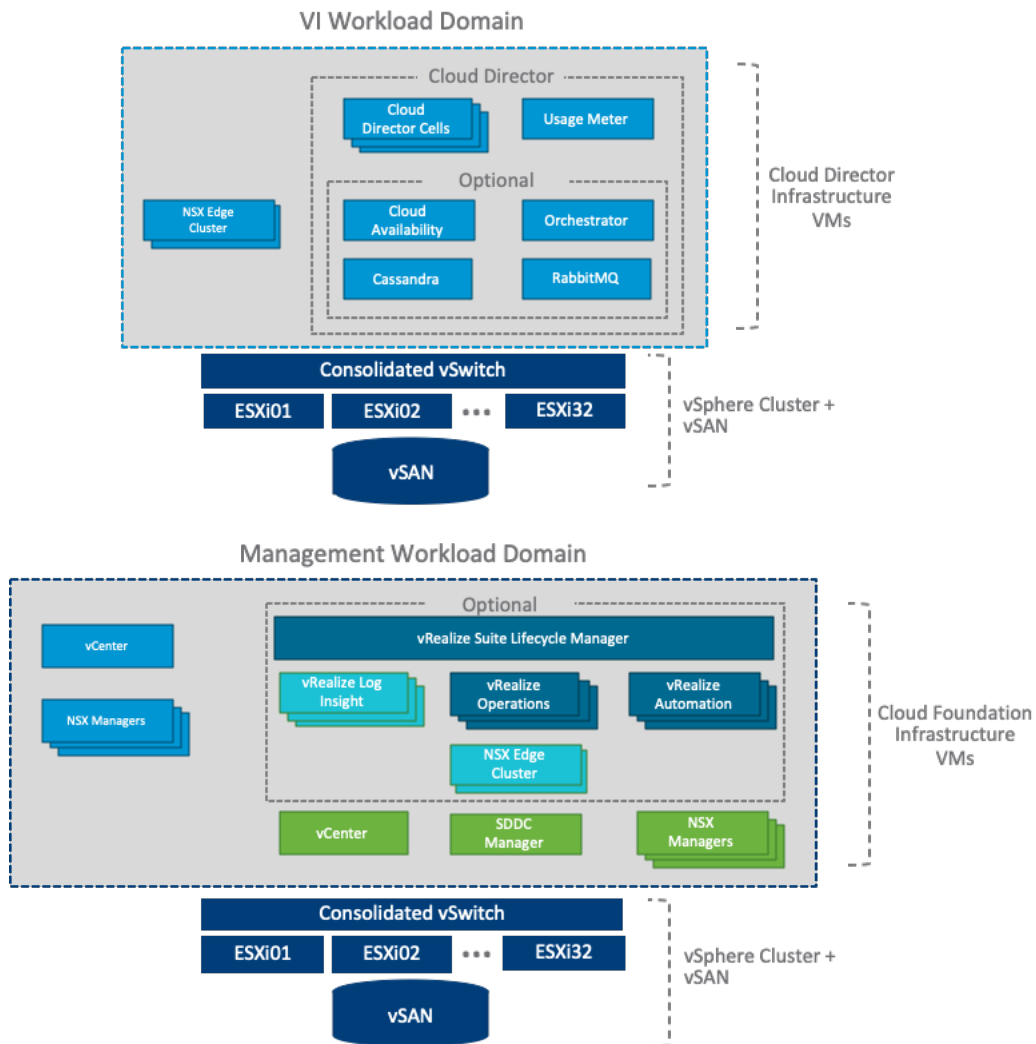 VI Workload Domain
Cloud Director
Cloud
Director Cells
Usage Meter
Optional
NSX Edge
Cluster
Cloud
Availability
Orchestrator
Cassandra
RabbitMQ
Cloud Director
Infrastructure
VMs
Consolidated vSwitch
ESXi01
ESXi02
•••
ESXi32
vSAN
vSphere Cluster +
vSAN
Management Workload Domain
Optional
vRealize Suite Lifecycle Manager
vCenter
vRealize Log
Insight
vRealize
Operations
vRealize
Automation
NSX Managers
NSX Edge
Cluster
vCenter
SDDC
Manager
NSX
Managers
Cloud Foundation
Infrastructure
VMs
Consolidated vSwitch
ESXi01
ESXi02
•••
ESXi32
vSAN
vSphere Cluster +
vSAN